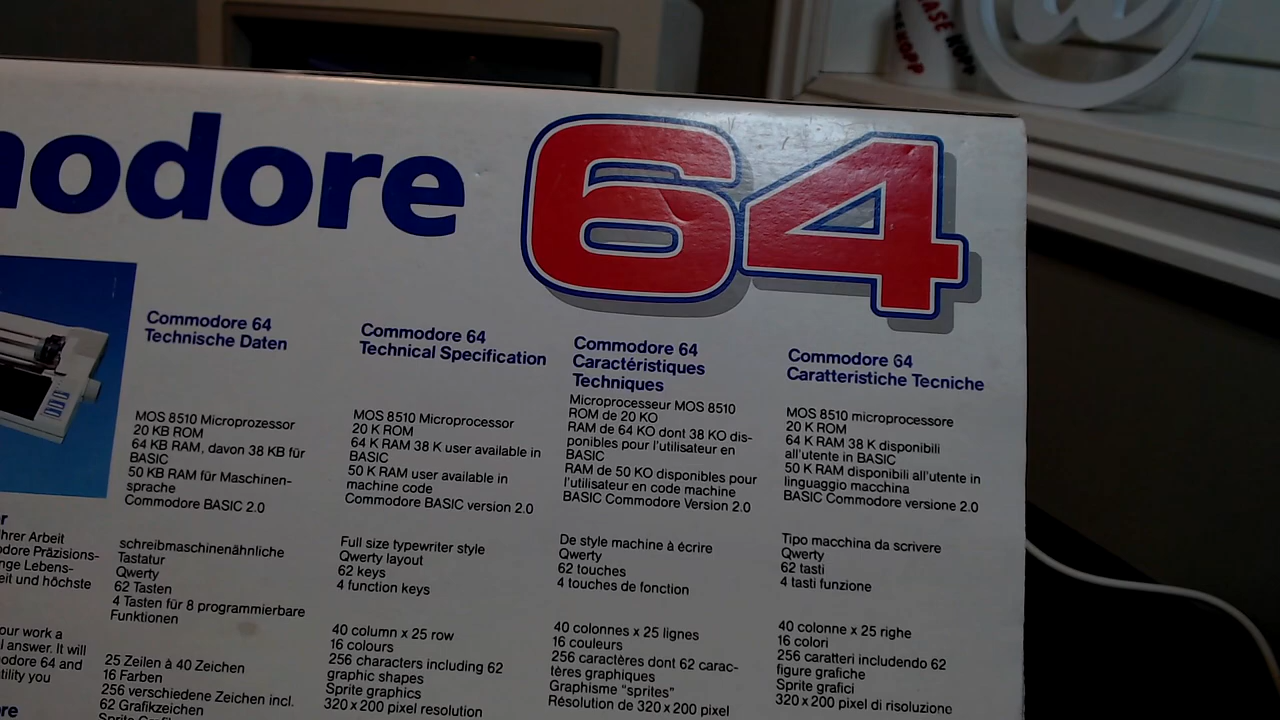 modore 64
Commodore 64
Technische Daten
MOS 8510 Microprozessor
20 KB ROM
64 KB RAM, davon 38 KB für
BASIC
50 KB RAM für Maschinen-
sprache
Commodore BASIC 2.0
schreibmaschinenähnliche
Tastatur
Qwerty
62 Tasten
4 Tasten für 8 programmierbare
Funktionen
25 Zeilen à 40 Zeichen
16 Farben
256 verschiedene Zeichen incl.
62 Grafikzeichen
Commodore 64
Technical Specification
MOS 8510 Microprocessor
20 K ROM
64 K RAM 38 K user available in
BASIC
50 K RAM user available in
machine code
Commodore BASIC version 2.0
Full size typewriter style
Qwerty layout
62 keys
4 function keys
40 column x 25 row
16 colours
256 characters including 62
graphic shapes
Sprite graphics
320 x 200 pixel resolution
Commodore 64
Caractéristiques
Techniques
Microprocesseur MOS 8510
ROM de 20 KO
RAM de 64 KO dont 38 KO dis-
ponibles pour l'utilisateur en
BASIC
RAM de 50 KO disponibles pour
l'utilisateur en code machine
BASIC Commodore Version 2.0
De style machine à écrire
Qwerty
62 touches
4 touches de fonction
40 colonnes x 25 lignes
16 couleurs
256 caractères dont 62 carac-
tères graphiques
Graphisme "sprites"
Résolution de 320 x 200 pixel
Commodore 64
Caratteristiche Tecniche
MOS 8510 microprocessore
20 K ROM
64 K RAM 38 K disponibili
all'utente in BASIC
50 K RAM disponibili all'utente in
linguaggio macchina
BASIC Commodore versione 2.0
Tipo macchina da scrivere
Qwerty
62 tasti
4 tasti funzione
40 colonne x 25 righe
16 colori
256 caratteri includendo 62
figure grafiche
Sprite grafici
320 x 200 pixel di risoluzione
hrer Arbeit
odore Präzisions-
nge Lebens-
eit und höchste
our work a
l answer. It will
odore 64 and
tility you
ore